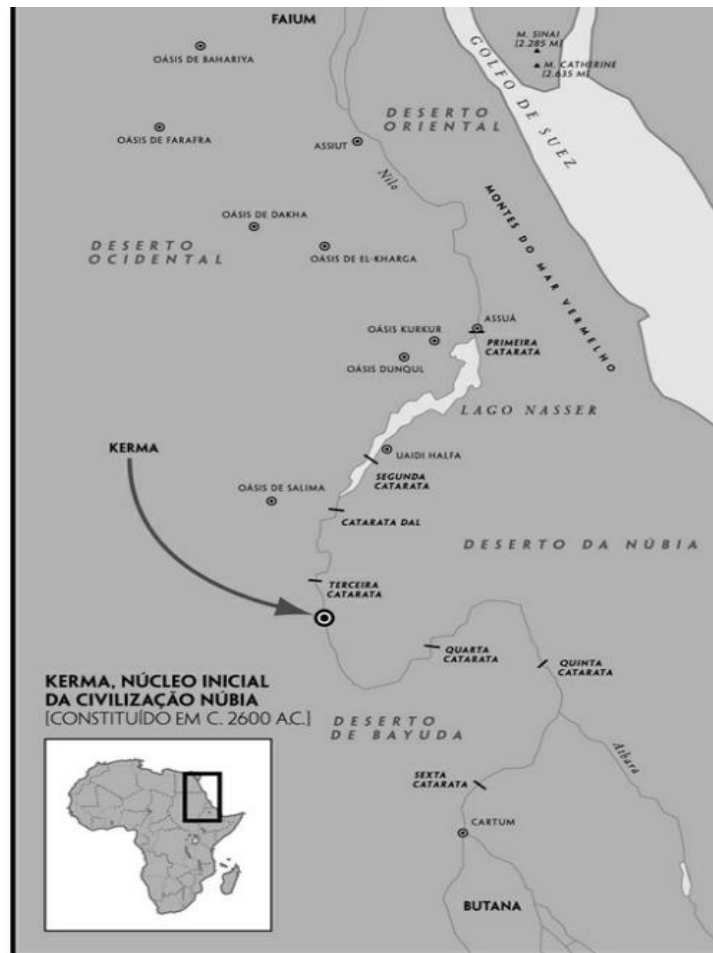 FAIUM
M. SINAI
[2.285 M]
M. CATHERINE
[2.635 M]
OÁSIS DE BAHARIYA
GOLFO DE SUEZ
DESERTO
ORIENTAL
OÁSIS DE FARAFRA
ASSIUT
Nilo
MONTES DO MAR VERMELHO
OÁSIS DE DAKHA
DESERTO
OCIDENTAL
OÁSIS DE EL-KHARGA
ASSUÃ
OÁSIS KURKUR
PRIMEIRA
CATARATA
OÁSIS DUNQUL
LAGO NASSER
KERMA
UAIDI HALFA
SEGUNDA
CATARATA
OÁSIS DE SALIMA
CATARATA DAL
DESERTO DA NÚBIA
TERCEIRA
CATARATA
QUARTA
CATARATA
QUINTA
CATARATA
KERMA, NÚCLEO INICIAL
DA CIVILIZAÇÃO NÚBIA
[CONSTITUÍDO EM C. 2600 A.C.]
DESERTO
DE BAYUDA
Atbara
SEXTA
CATARATA
CARTUM
BUTANA